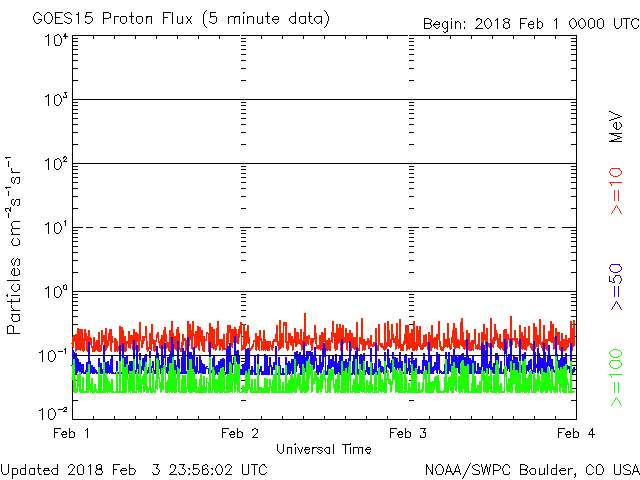 GOES15 Proton Flux (5 minute data)
Begin: 2018 Feb 1 0000 UTC
10⁴
10³
10²
10¹
10⁰
10⁻¹
10⁻²
Particles cm⁻²s⁻¹sr⁻¹
MeV
>=10
>=50
>=100
Feb 1
Feb 2
Feb 3
Feb 4
Universal Time
Updated 2018 Feb 3 23:56:02 UTC
NOAA/SWPC Boulder, CO USA